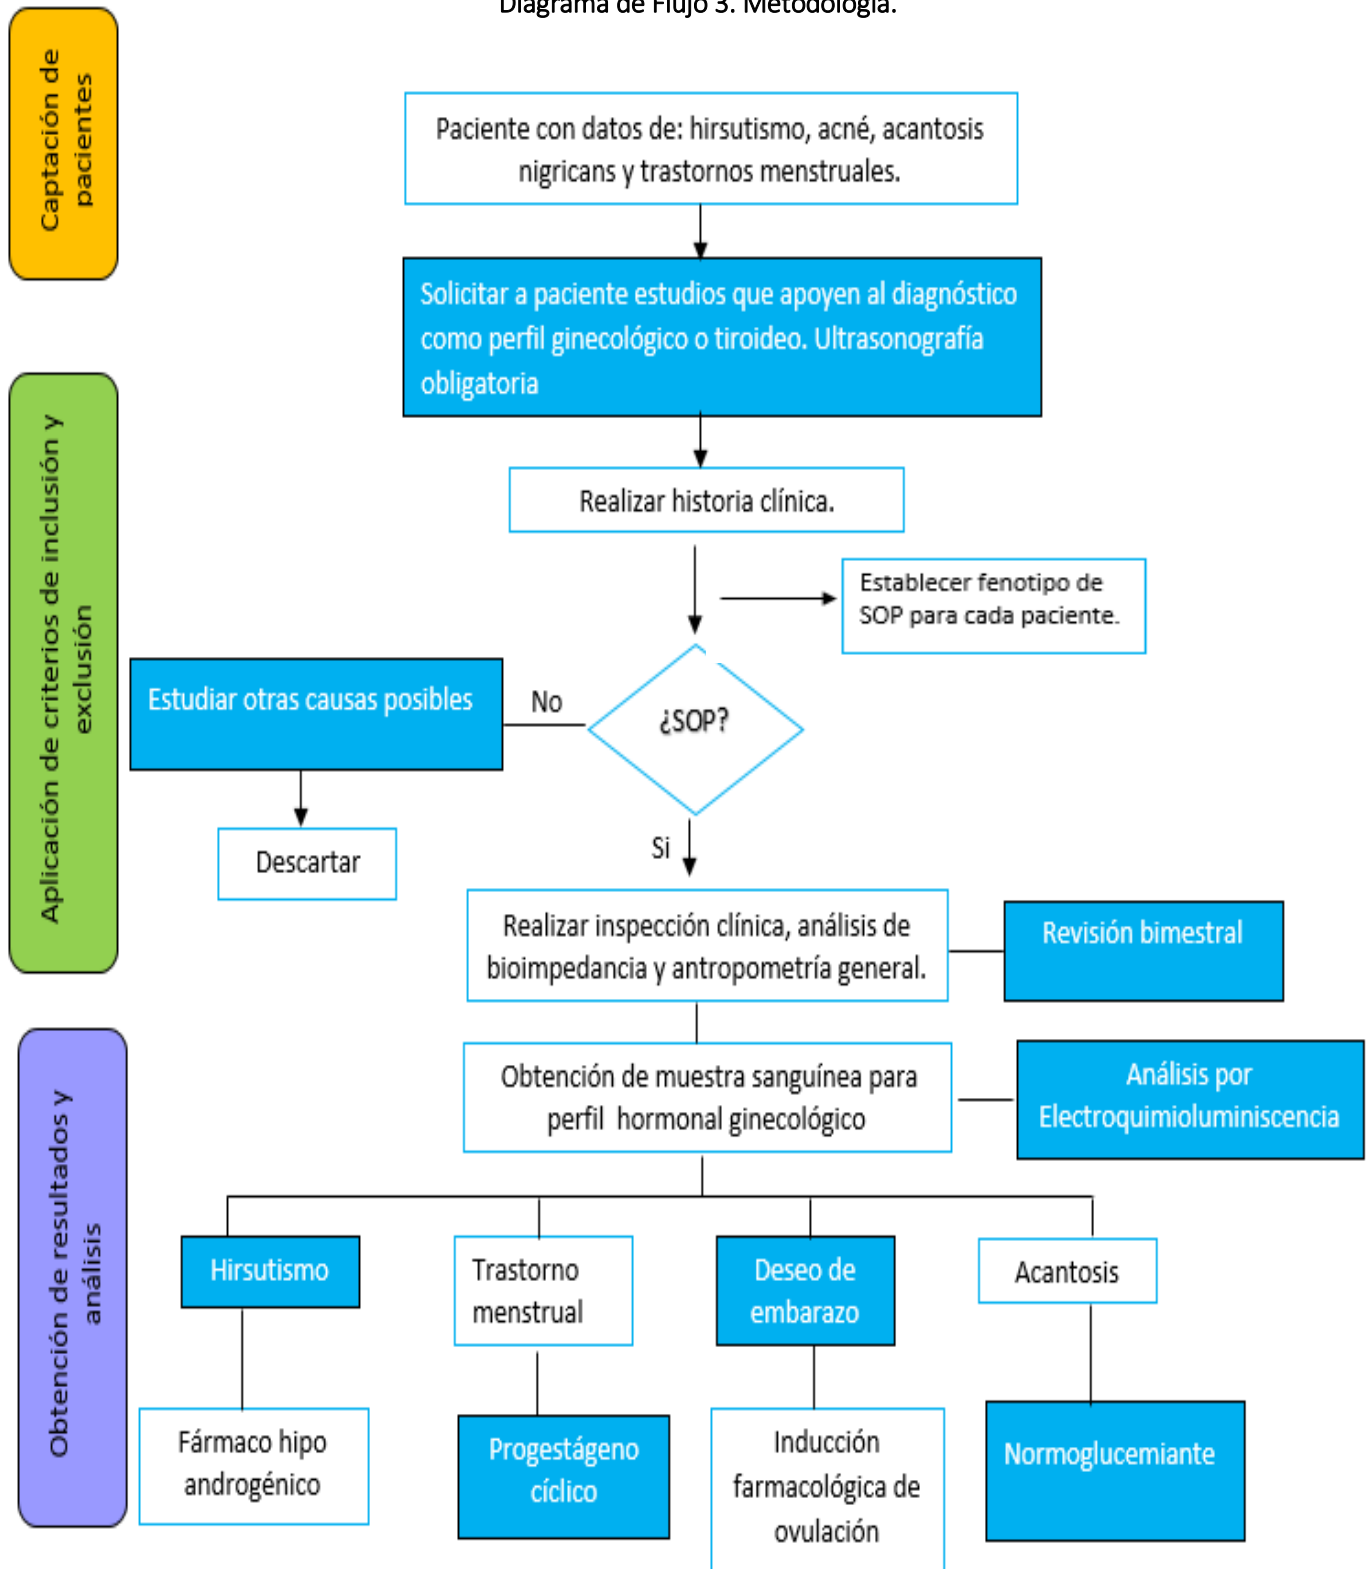 Diagrama de Flujo 3. Metodología.
Captación de
pacientes
Paciente con datos de: hirsutismo, acné, acantosis
nigricans y trastornos menstruales.
Solicitar a paciente estudios que apoyen al diagnóstico
como perfil ginecológico o tiroideo. Ultrasonografía
obligatoria
Aplicación de criterios de inclusión y
exclusión
Realizar historia clínica.
Establecer fenotipo de
SOP para cada paciente.
Estudiar otras causas posibles
No
¿SOP?
Descartar
Si
Realizar inspección clínica, análisis de
bioimpedancia y antropometría general.
Revisión bimestral
Obtención de resultados y
análisis
Obtención de muestra sanguínea para
perfil hormonal ginecológico
Análisis por
Electroquimioluminiscencia
Hirsutismo
Trastorno
menstrual
Deseo de
embarazo
Acantosis
Fármaco hipo
androgénico
Progestágeno
cíclico
Inducción
farmacológica de
ovulación
Normoglucemiante